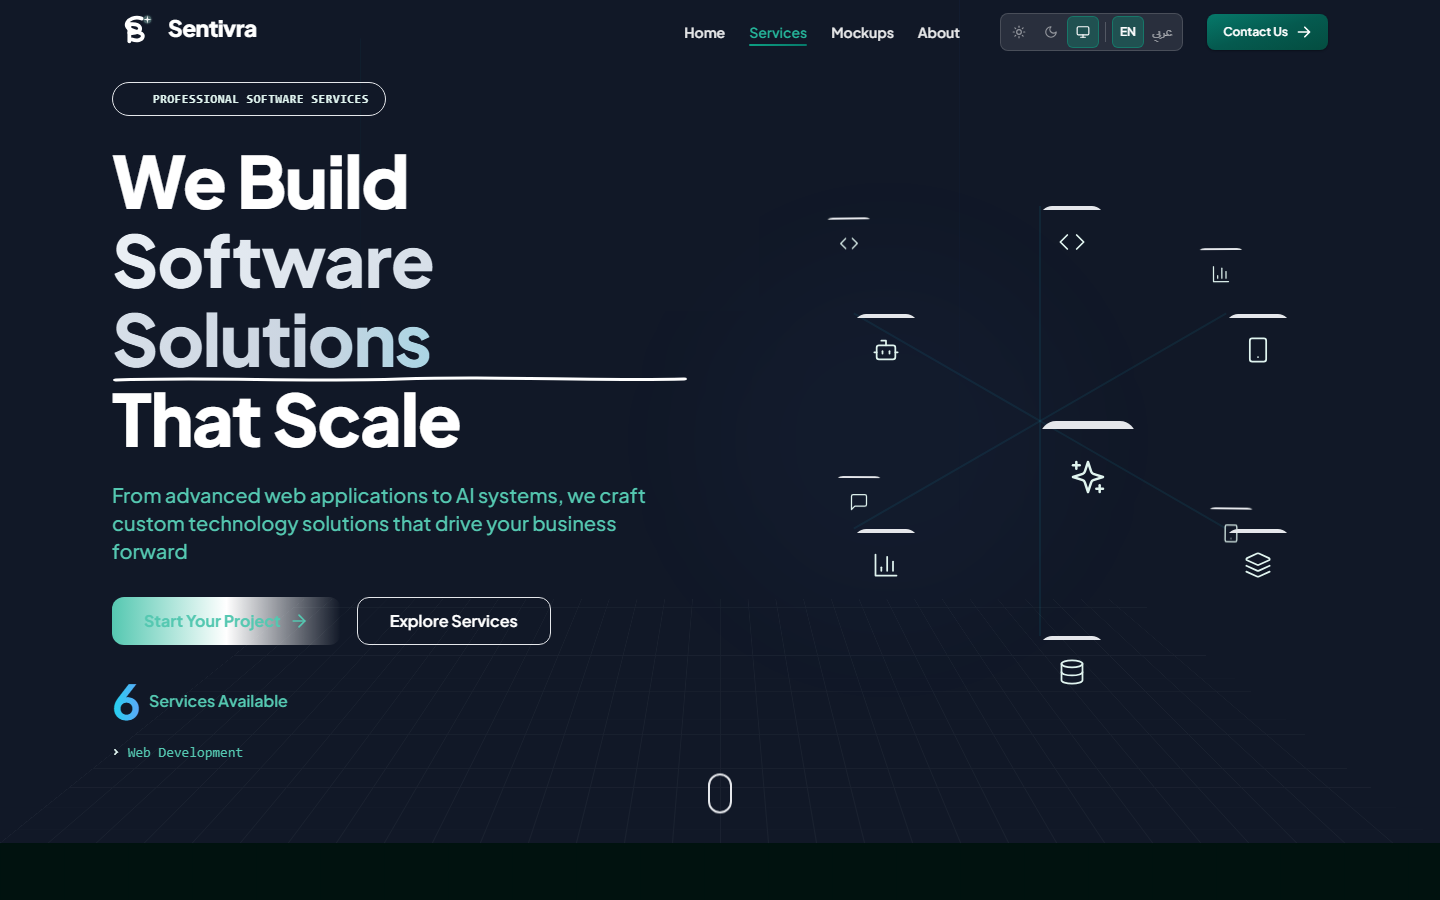 Sentivra
Home
Services
Mockups
About
EN
عربي
Contact Us
PROFESSIONAL SOFTWARE SERVICES
We Build
Software
Solutions
That Scale
From advanced web applications to AI systems, we craft
custom technology solutions that drive your business
forward
Start Your Project
Explore Services
6 Services Available
› Web Development